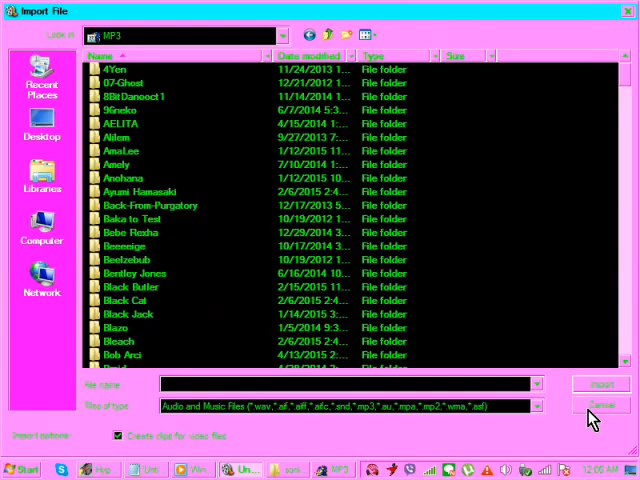 Import File
Look in MP3
Name Date modified Type Size
4Yen 11/24/2013 1... File folder
07-Ghost 12/21/2012 1... File folder
8BitDanooct1 11/14/2014 1... File folder
96neko 6/7/2014 5:3... File folder
AELITA 4/15/2014 1:... File folder
Alilem 9/27/2013 7:... File folder
AmaLee 1/12/2015 11... File folder
Amely 7/10/2014 1:... File folder
Anohana 1/12/2015 10... File folder
Ayumi Hamasaki 2/6/2015 2:4... File folder
Back-From-Purgatory 12/17/2013 5... File folder
Baka to Test 10/19/2012 1... File folder
Bebe Rexha 12/29/2014 3... File folder
Beeeeige 10/17/2014 3... File folder
Beelzebub 10/19/2012 1... File folder
Bentley Jones 6/16/2014 10... File folder
Black Butler 2/15/2015 11... File folder
Black Cat 2/6/2015 2:4... File folder
Black Jack 1/14/2015 3:... File folder
Blazo 1/5/2014 9:3... File folder
Bleach 2/6/2015 2:4... File folder
Bob Arci 4/13/2015 2:... File folder
Recent
Places
Desktop
Libraries
Computer
Network
File name Import
Files of type Audio and Music Files (*.wav,*.aif,*.aiff,*.aifc,*.snd,*.mp3,*.au,*.mpa,*.mp2,*.wma,*.asf) Cancel
Import options: Create clips for video files
Start Hyp... Unti... Win... Un... MP3 12:06 AM